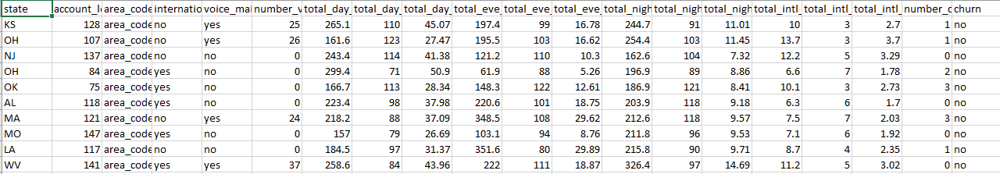 state account_l area_code internatio voice_mai number_v total_day_ total_day_ total_day_ total_eve_ total_eve_ total_eve_ total_nigh total_nigh total_nigh total_intl_ total_intl_ total_intl_ number_c churn
KS 128 area_code no yes 25 265.1 110 45.07 197.4 99 16.78 244.7 91 11.01 10 3 2.7 1 no
OH 107 area_code no yes 26 161.6 123 27.47 195.5 103 16.62 254.4 103 11.45 13.7 3 3.7 1 no
NJ 137 area_code no no 0 243.4 114 41.38 121.2 110 10.3 162.6 104 7.32 12.2 5 3.29 0 no
OH 84 area_code yes no 0 299.4 71 50.9 61.9 88 5.26 196.9 89 8.86 6.6 7 1.78 2 no
OK 75 area_code yes no 0 166.7 113 28.34 148.3 122 12.61 186.9 121 8.41 10.1 3 2.73 3 no
AL 118 area_code yes no 0 223.4 98 37.98 220.6 101 18.75 203.9 118 9.18 6.3 6 1.7 0 no
MA 121 area_code no yes 24 218.2 88 37.09 348.5 108 29.62 212.6 118 9.57 7.5 7 2.03 3 no
MO 147 area_code yes no 0 157 79 26.69 103.1 94 8.76 211.8 96 9.53 7.1 6 1.92 0 no
LA 117 area_code no no 0 184.5 97 31.37 351.6 80 29.89 215.8 90 9.71 8.7 4 2.35 1 no
WV 141 area_code yes yes 37 258.6 84 43.96 222 111 18.87 326.4 97 14.69 11.2 5 3.02 0 no